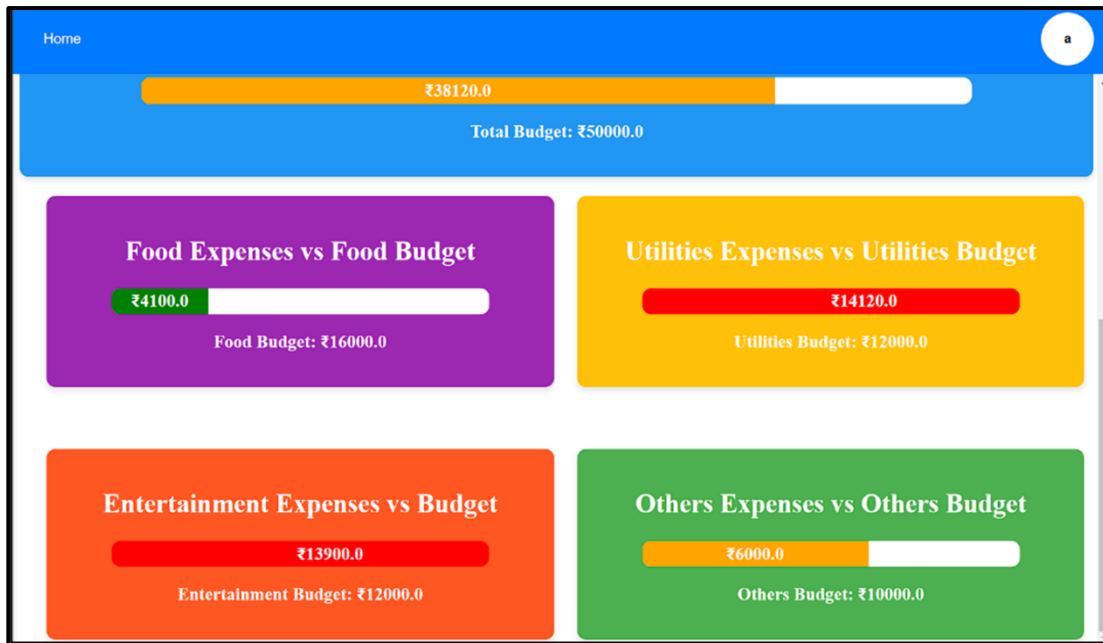 Home
a
₹38120.0
Total Budget: ₹50000.0
Food Expenses vs Food Budget
₹4100.0
Food Budget: ₹16000.0
Utilities Expenses vs Utilities Budget
₹14120.0
Utilities Budget: ₹12000.0
Entertainment Expenses vs Budget
₹13900.0
Entertainment Budget: ₹12000.0
Others Expenses vs Others Budget
₹6000.0
Others Budget: ₹10000.0